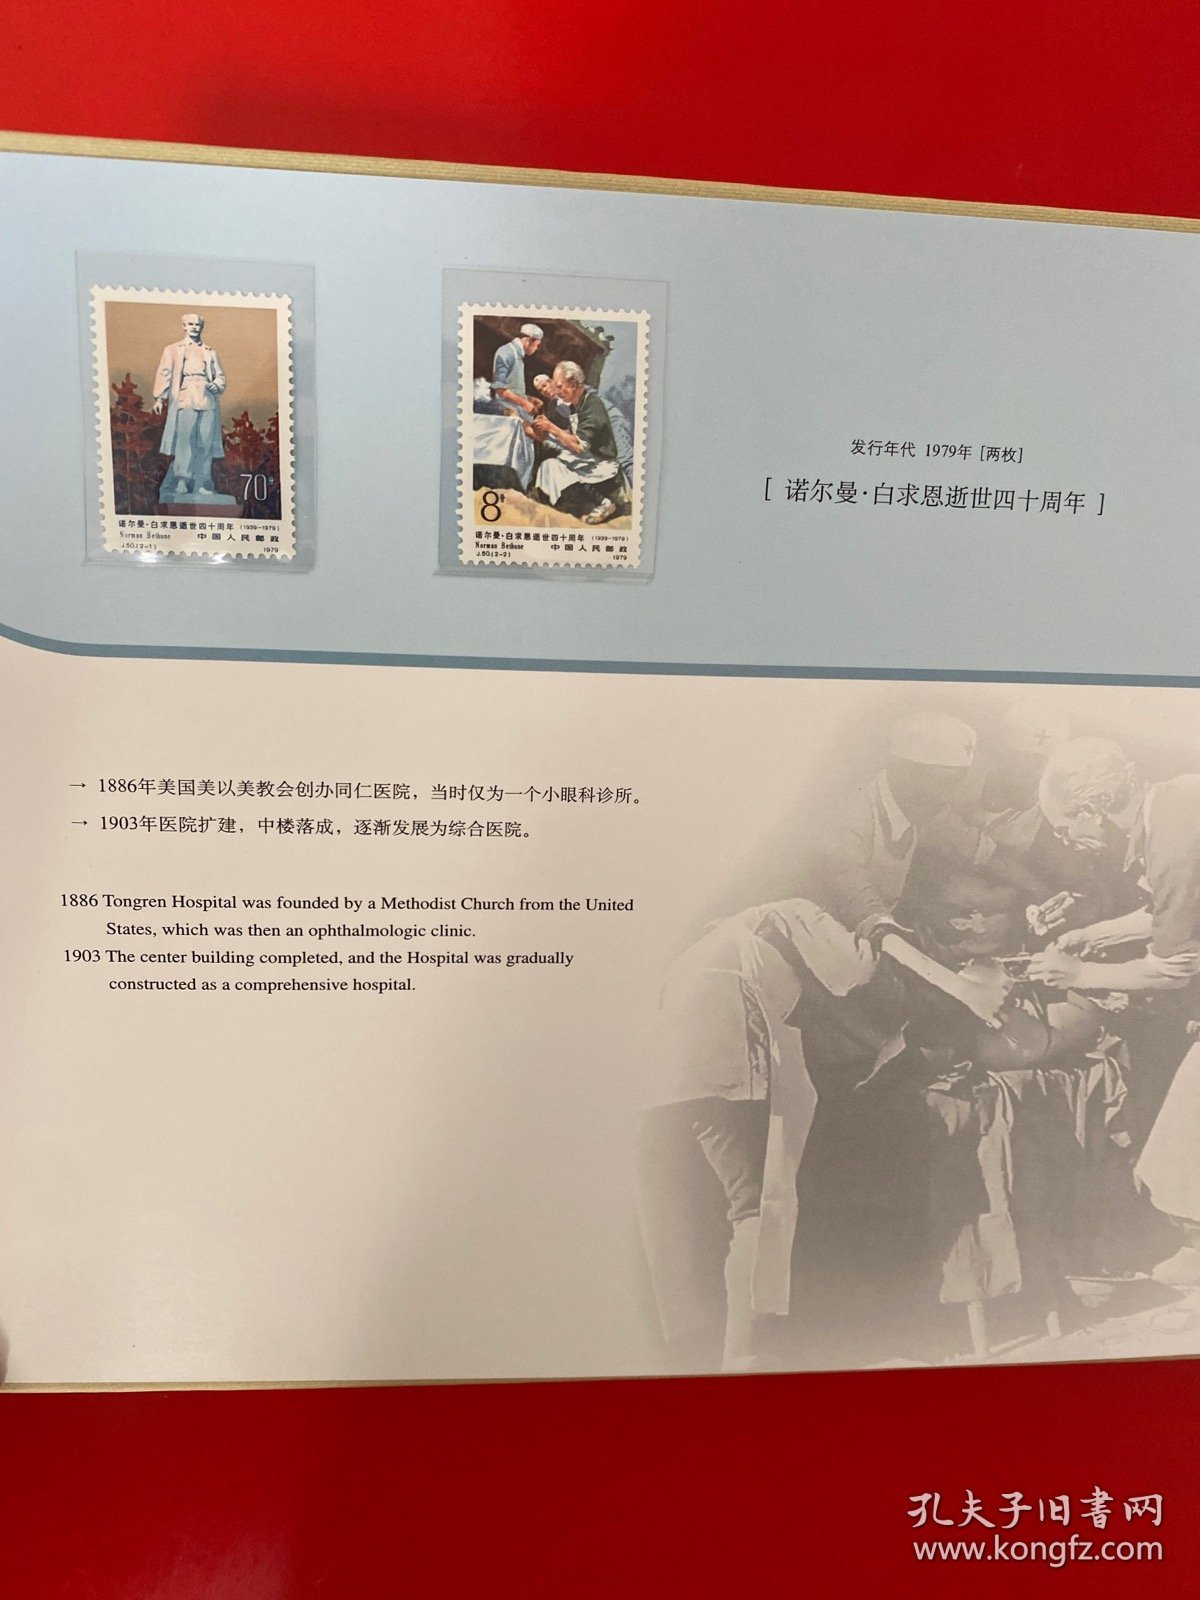 70分
诺尔曼·白求恩逝世四十周年 (1939-1979)
Norman Bethune 中国人民邮政
J.50.(2-1) 1979
8分
诺尔曼·白求恩逝世四十周年 (1939-1979)
Norman Bethune 中国人民邮政
J.50.(2-2) 1979
发行年代 1979年 [两枚]
[ 诺尔曼·白求恩逝世四十周年 ]
→ 1886年美国美以美教会创办同仁医院，当时仅为一个小眼科诊所。
→ 1903年医院扩建，中楼落成，逐渐发展为综合医院。
1886 Tongren Hospital was founded by a Methodist Church from the United
States, which was then an ophthalmologic clinic.
1903 The center building completed, and the Hospital was gradually
constructed as a comprehensive hospital.
孔夫子旧書网
www.kongfz.com